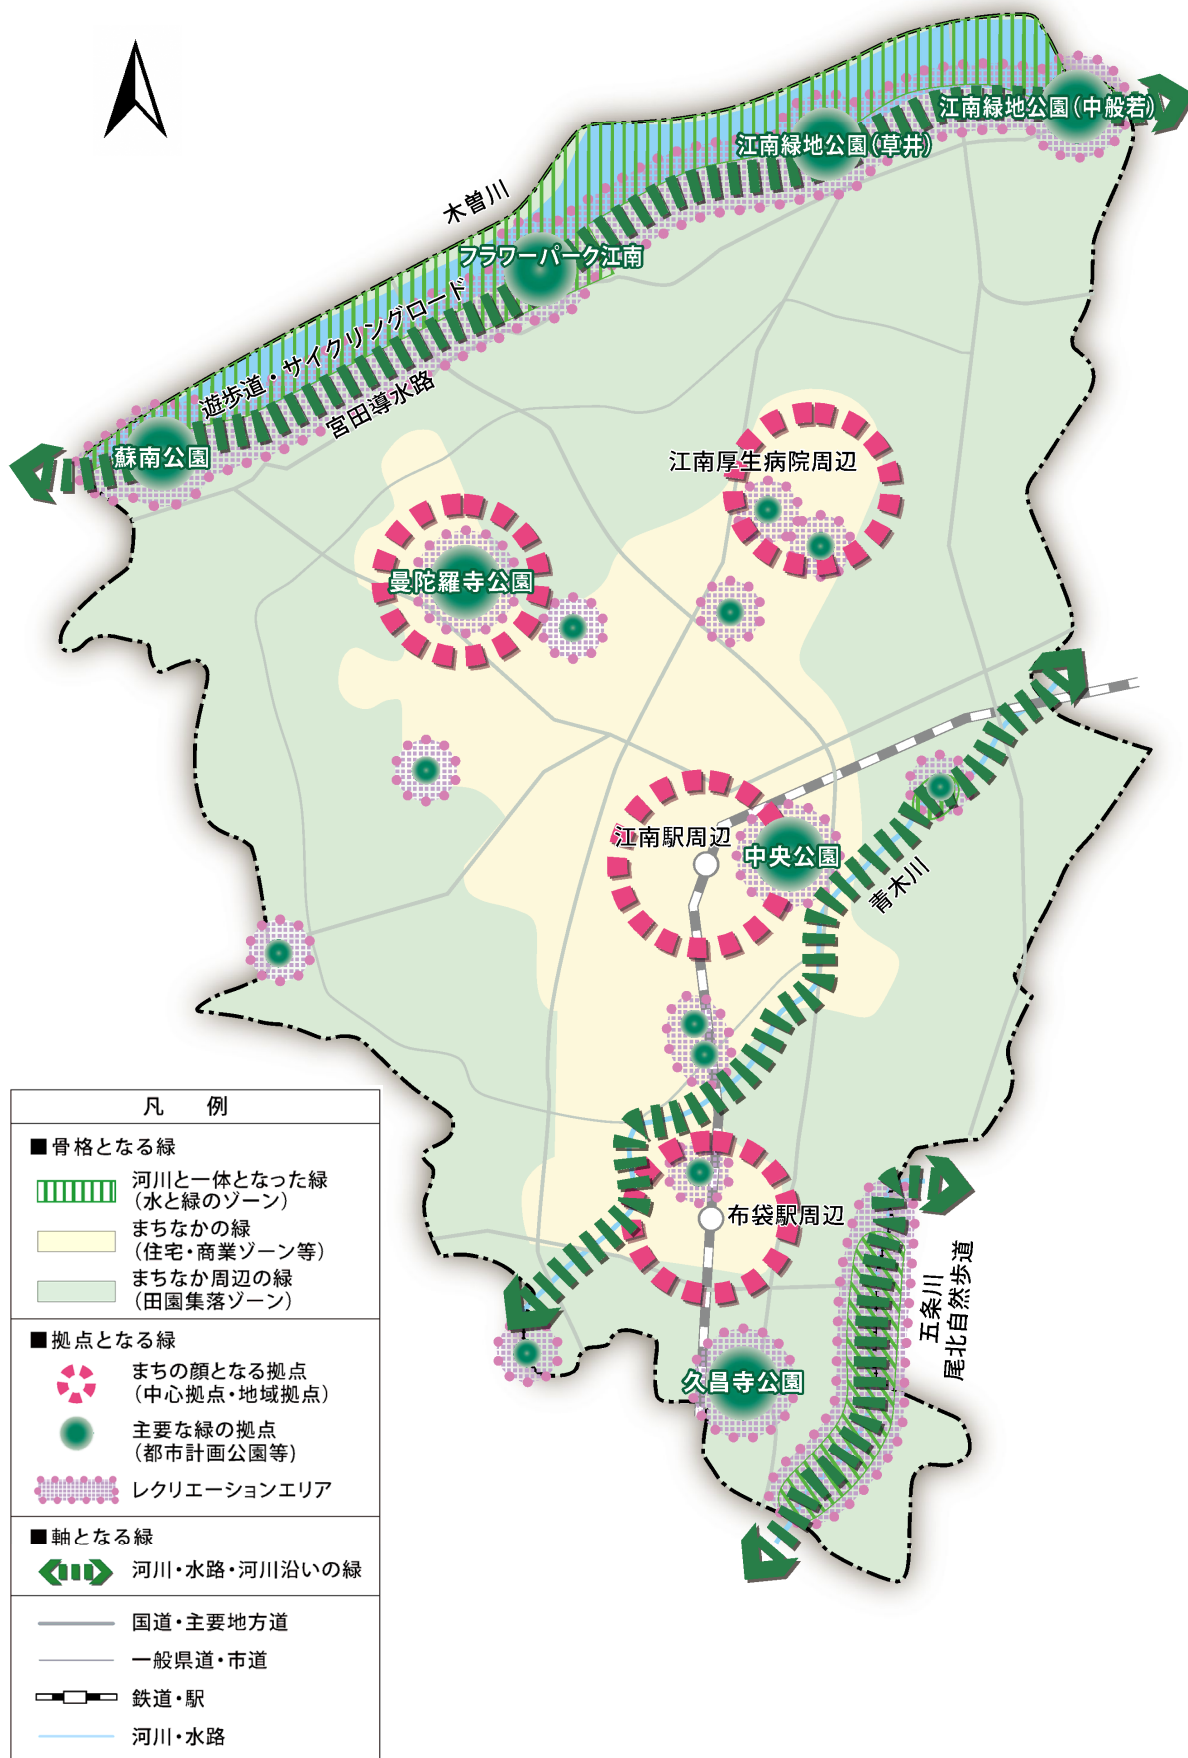 江南緑地公園（中般若）
江南緑地公園（草井）
木曽川
フラワーパーク江南
遊歩道・サイクリングロード
宮田導水路
蘇南公園
江南厚生病院周辺
曼陀羅寺公園
江南駅周辺
中央公園
青木川
布袋駅周辺
五条川
尾北自然歩道
久昌寺公園
凡　例
■骨格となる緑
河川と一体となった緑
（水と緑のゾーン）
まちなかの緑
（住宅・商業ゾーン等）
まちなか周辺の緑
（田園集落ゾーン）
■拠点となる緑
まちの顔となる拠点
（中心拠点・地域拠点）
主要な緑の拠点
（都市計画公園等）
レクリエーションエリア
■軸となる緑
河川・水路・河川沿いの緑
国道・主要地方道
一般県道・市道
鉄道・駅
河川・水路